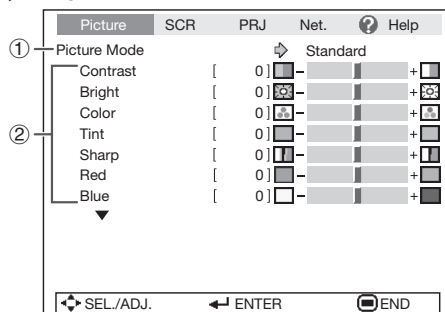 Picture SCR PRJ Net. ? Help
① Picture Mode Standard
② Contrast [ 0 ] – +
Bright [ 0 ] – +
Color [ 0 ] – +
Tint [ 0 ] – +
Sharp [ 0 ] – +
Red [ 0 ] – +
Blue [ 0 ] – +
SEL./ADJ. ENTER END